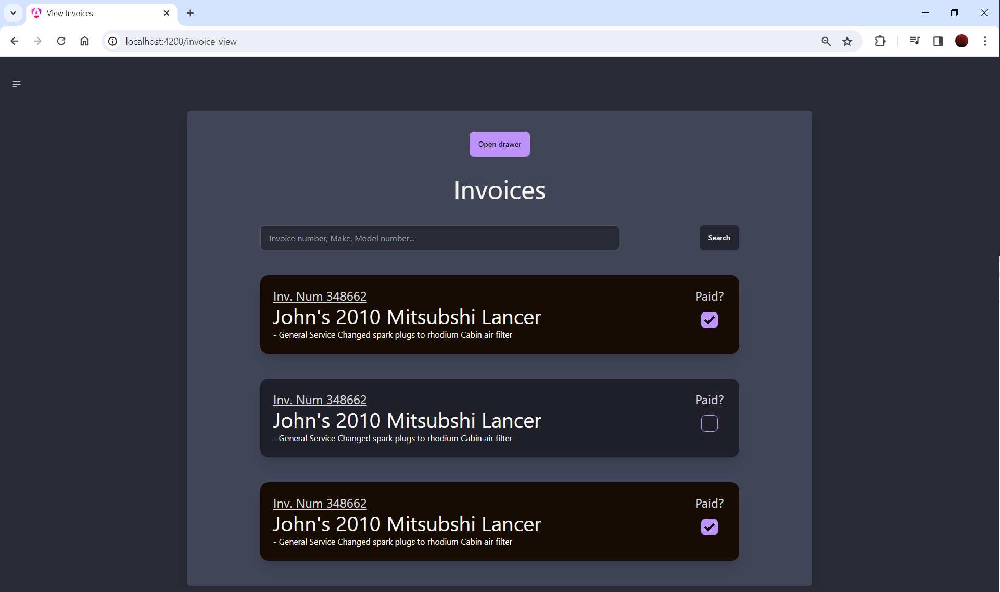 View Invoices
localhost:4200/invoice-view
Open drawer
Invoices
Invoice number, Make, Model number...
Search
Inv. Num 348662
Paid?
John's 2010 Mitsubshi Lancer
- General Service Changed spark plugs to rhodium Cabin air filter
Inv. Num 348662
Paid?
John's 2010 Mitsubshi Lancer
- General Service Changed spark plugs to rhodium Cabin air filter
Inv. Num 348662
Paid?
John's 2010 Mitsubshi Lancer
- General Service Changed spark plugs to rhodium Cabin air filter